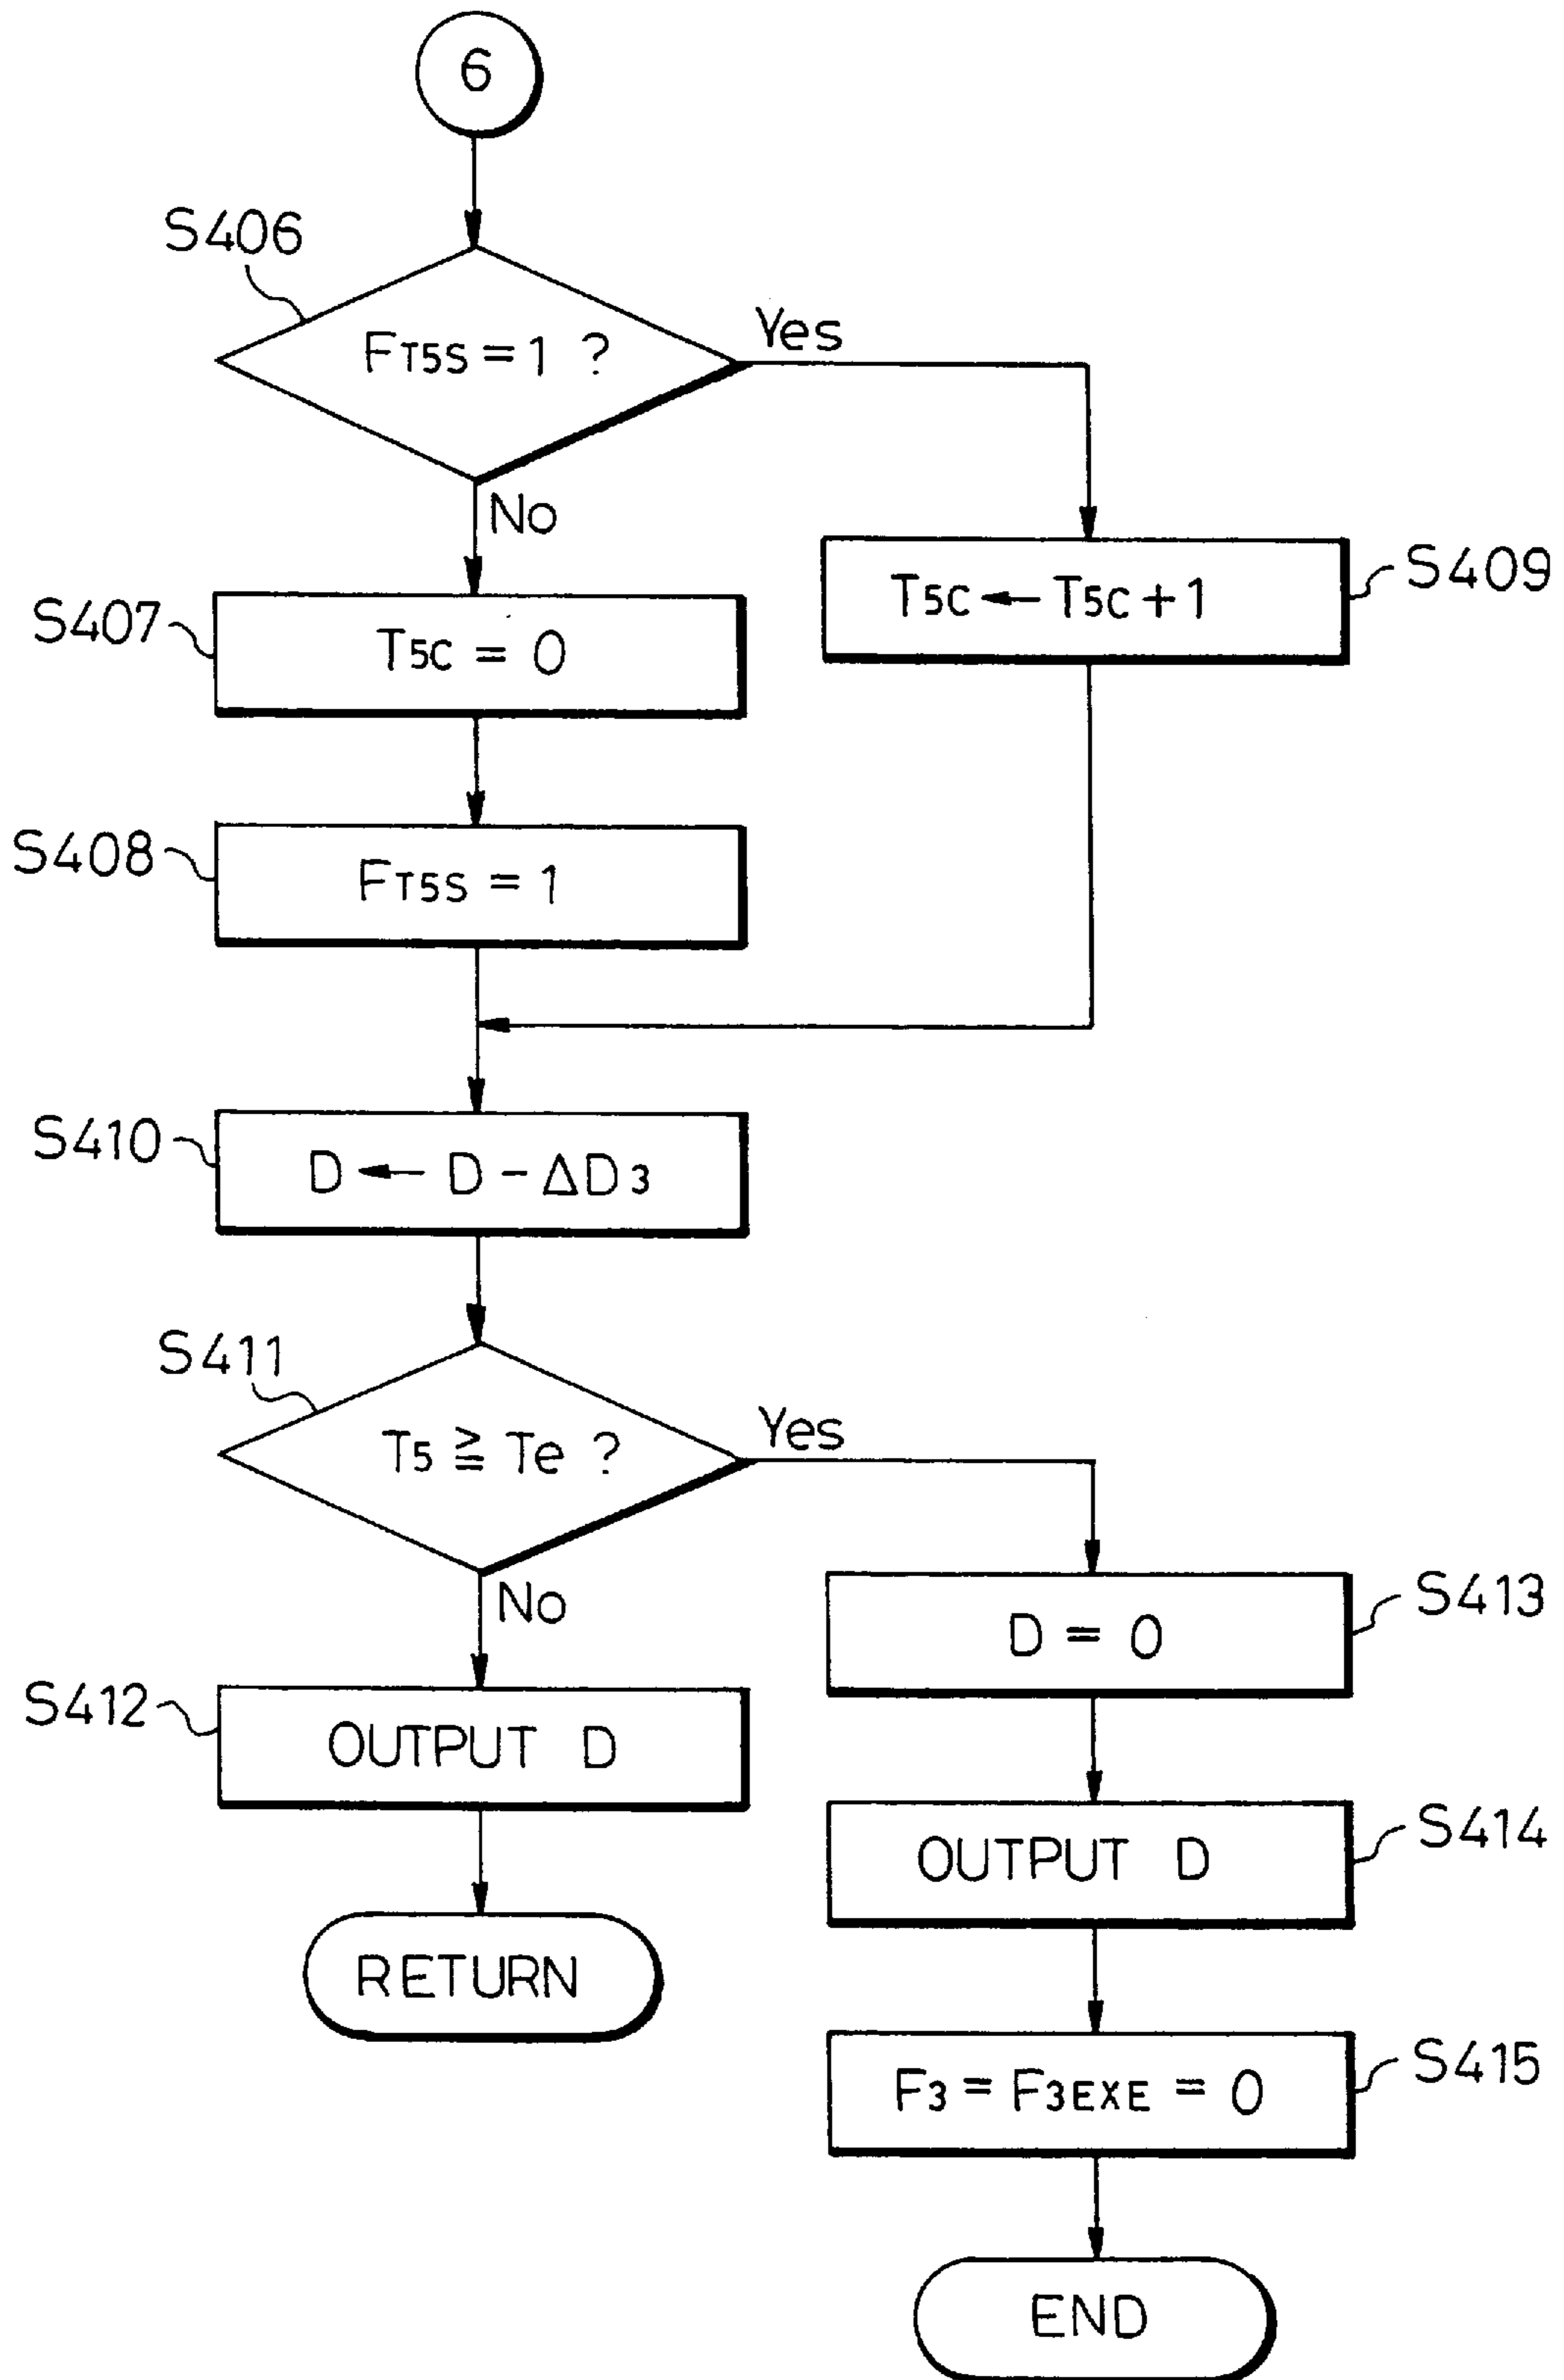 6
S406
FT5S = 1 ?
Yes
No
S407
T5C = 0
T5C ← T5C + 1
S409
S408
FT5S = 1
S410
D ← D - ΔD3
S411
T5 ≧ Te ?
Yes
No
S413
D = 0
S412
OUTPUT D
S414
OUTPUT D
RETURN
S415
F3 = F3EXE = 0
END